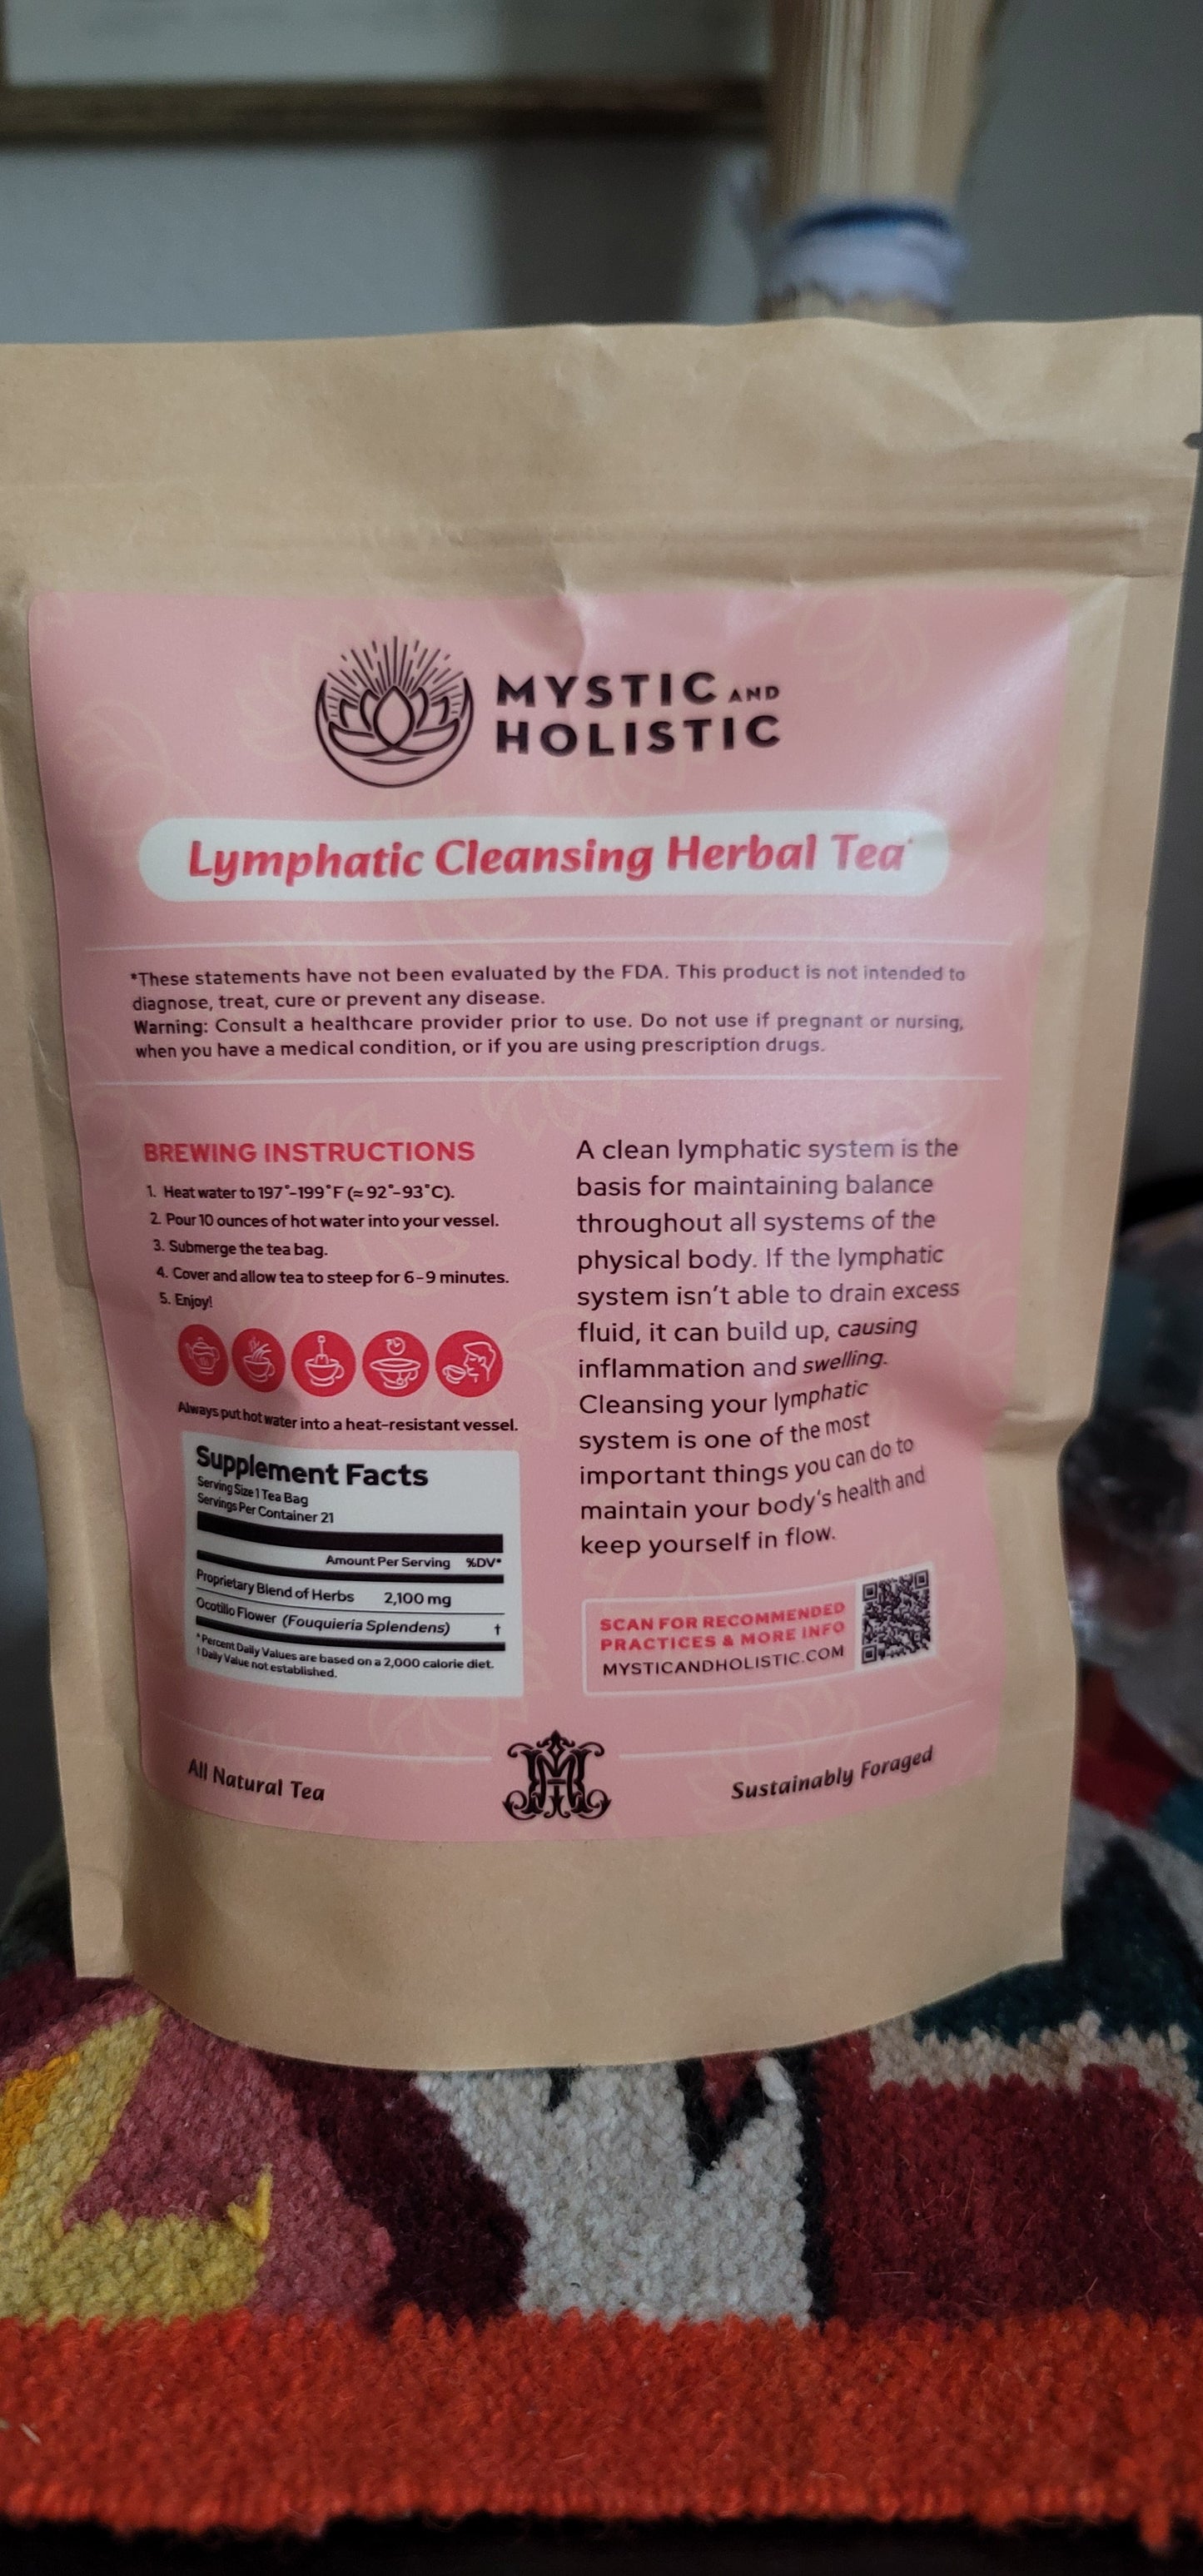 MYSTIC AND
HOLISTIC
Lymphatic Cleansing Herbal Tea*
*These statements have not been evaluated by the FDA. This product is not intended to
diagnose, treat, cure or prevent any disease.
Warning: Consult a healthcare provider prior to use. Do not use if pregnant or nursing,
when you have a medical condition, or if you are using prescription drugs.
BREWING INSTRUCTIONS
1. Heat water to 197°-199°F (≈ 92°-93°C).
2. Pour 10 ounces of hot water into your vessel.
3. Submerge the tea bag.
4. Cover and allow tea to steep for 6-9 minutes.
5. Enjoy!
Always put hot water into a heat-resistant vessel.
Supplement Facts
Serving Size 1 Tea Bag
Servings Per Container 21
Amount Per Serving %DV*
Proprietary Blend of Herbs 2,100 mg
Ocotillo Flower (Fouquieria Splendens) †
*Percent Daily Values are based on a 2,000 calorie diet.
† Daily Value not established.
A clean lymphatic system is the
basis for maintaining balance
throughout all systems of the
physical body. If the lymphatic
system isn't able to drain excess
fluid, it can build up, causing
inflammation and swelling.
Cleansing your lymphatic
system is one of the most
important things you can do to
maintain your body's health and
keep yourself in flow.
SCAN FOR RECOMMENDED
PRACTICES & MORE INFO
MYSTICANDHOLISTIC.COM
All Natural Tea
Sustainably Foraged